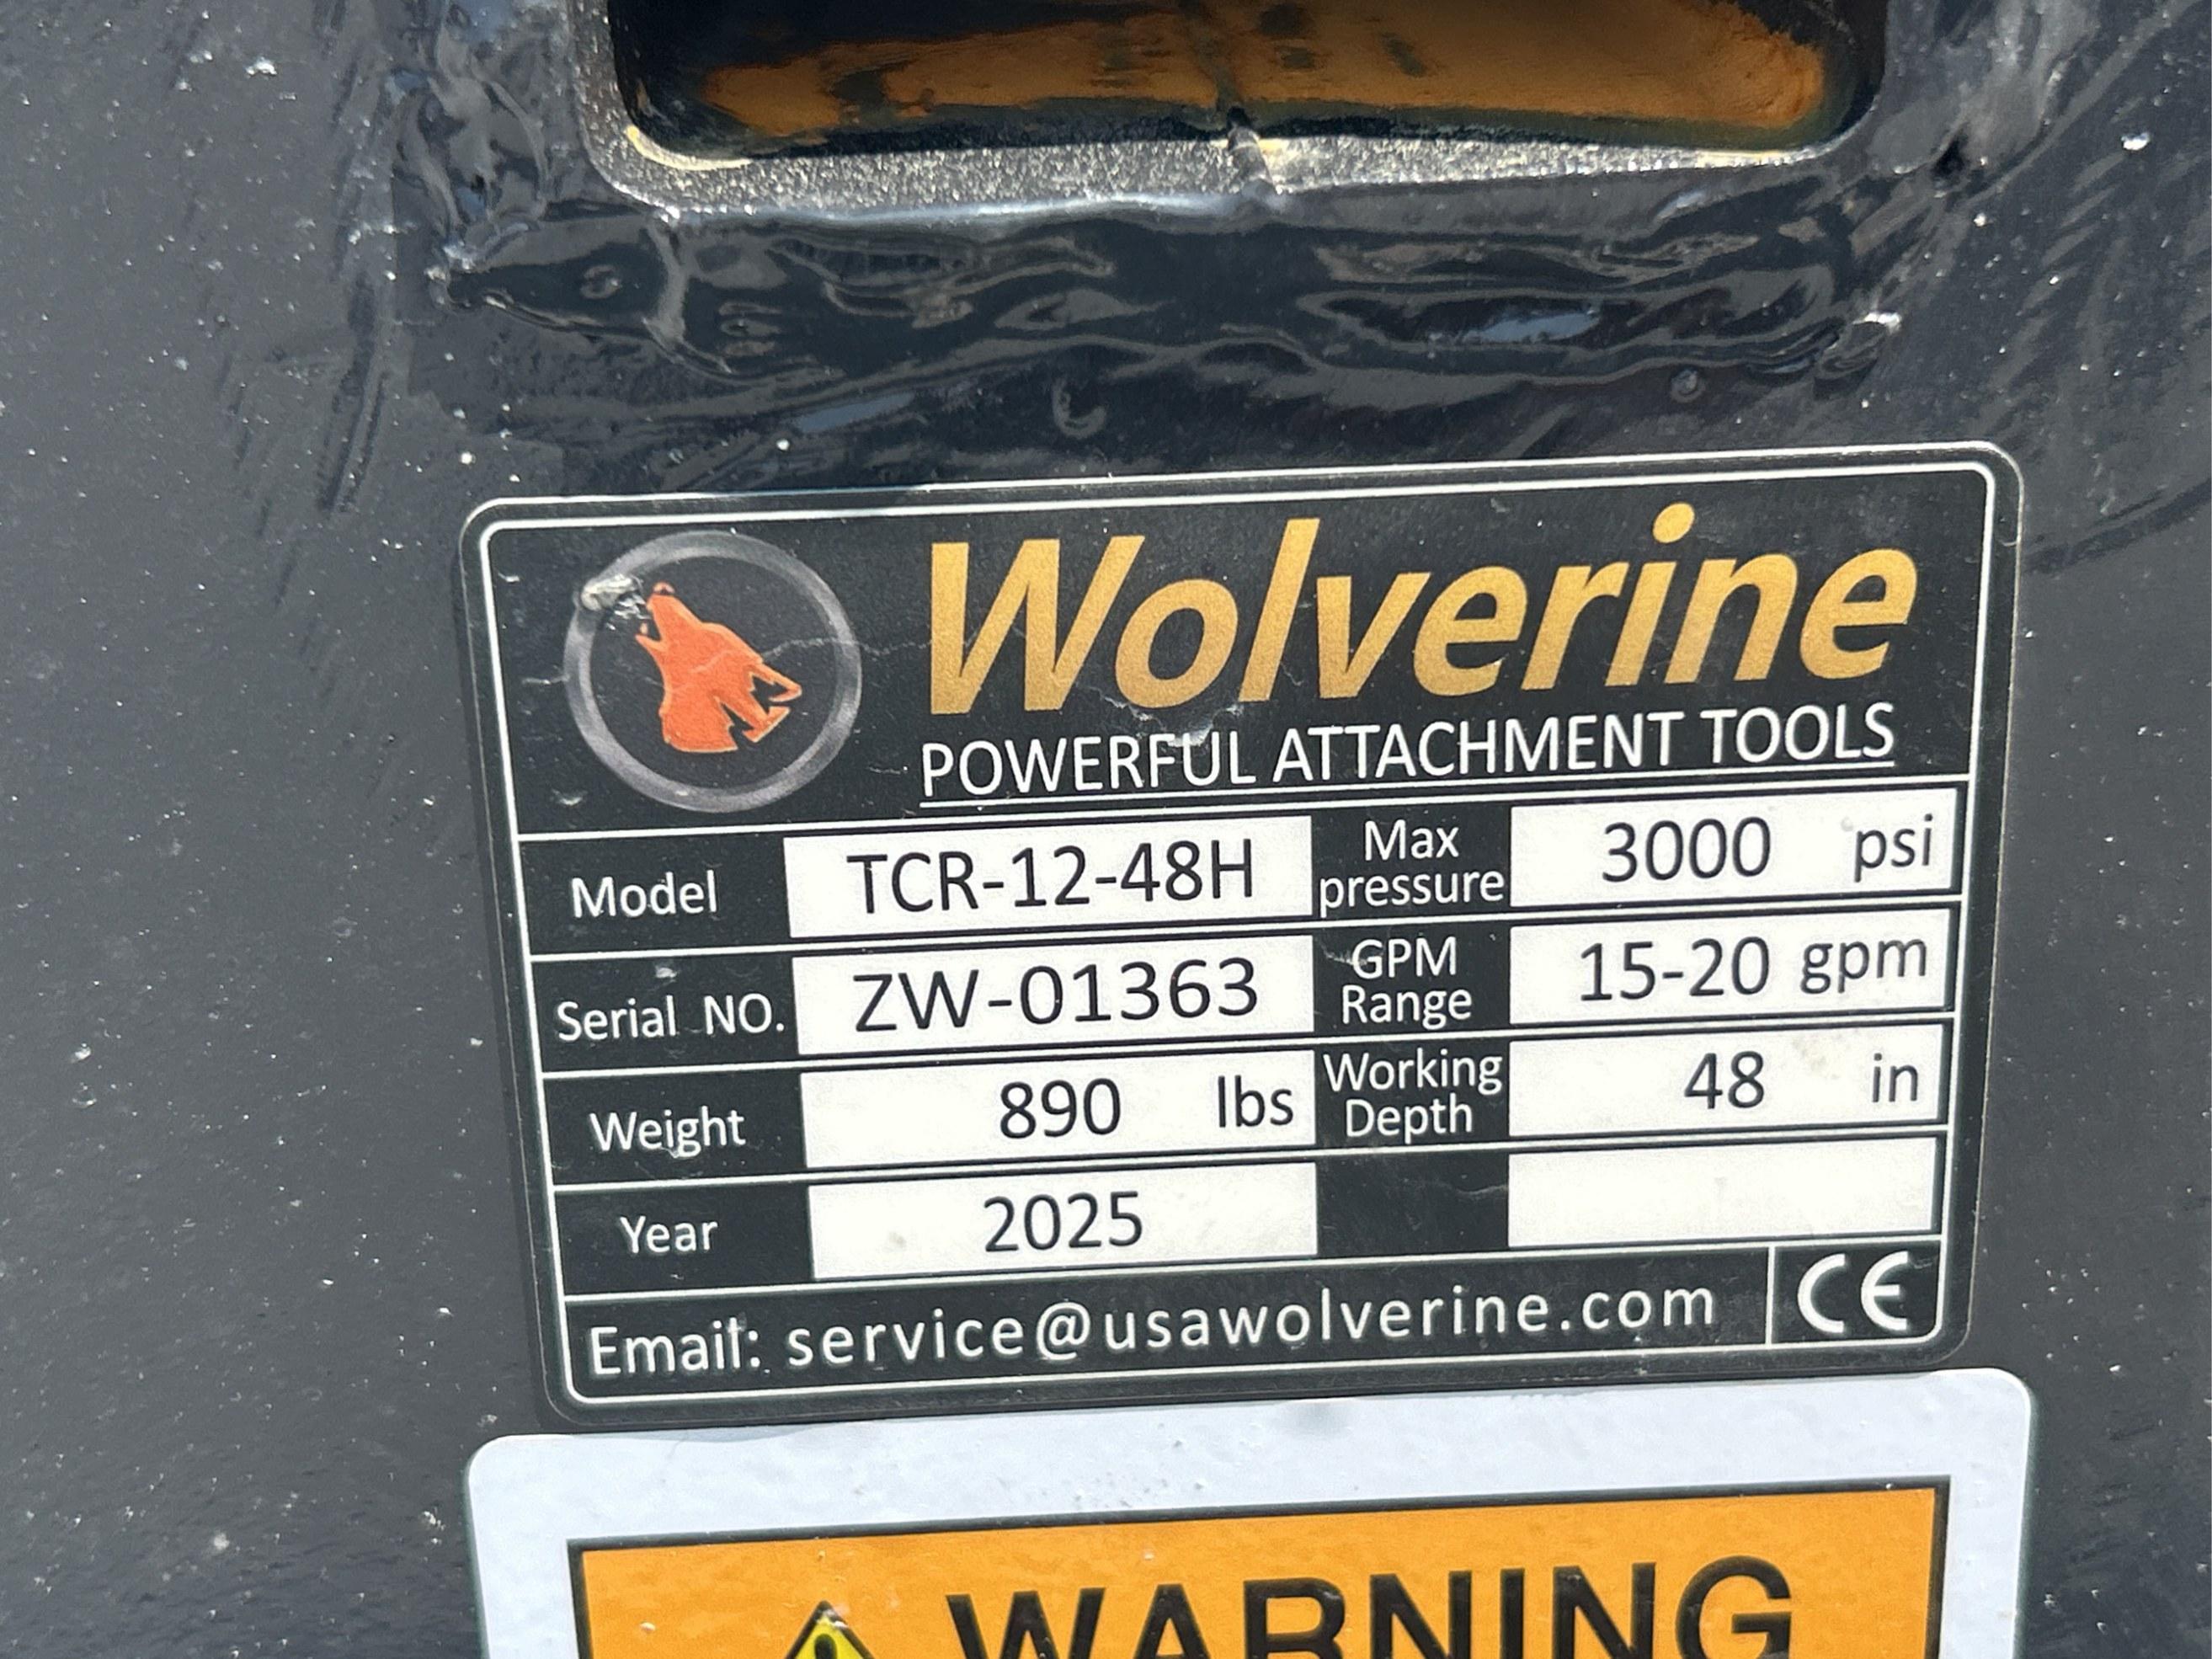 Wolverine
POWERFUL ATTACHMENT TOOLS
Model TCR-12-48H Max pressure 3000 psi
Serial NO. ZW-01363 GPM Range 15-20 gpm
Weight 890 lbs Working Depth 48 in
Year 2025
Email: service@usawolverine.com CE
WARNING